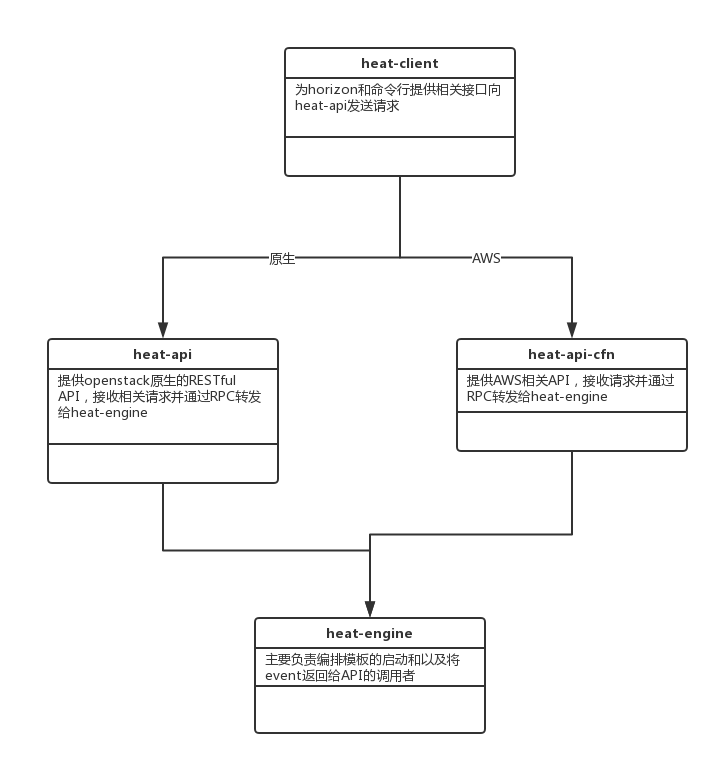 heat-client
为horizon和命令行提供相关接口向
heat-api发送请求
原生
AWS
heat-api
提供openstack原生的RESTful
API，接收相关请求并通过RPC转发
给heat-engine
heat-api-cfn
提供AWS相关API，接收请求并通过
RPC转发给heat-engine
heat-engine
主要负责编排模板的启动和以及将
event返回给API的调用者